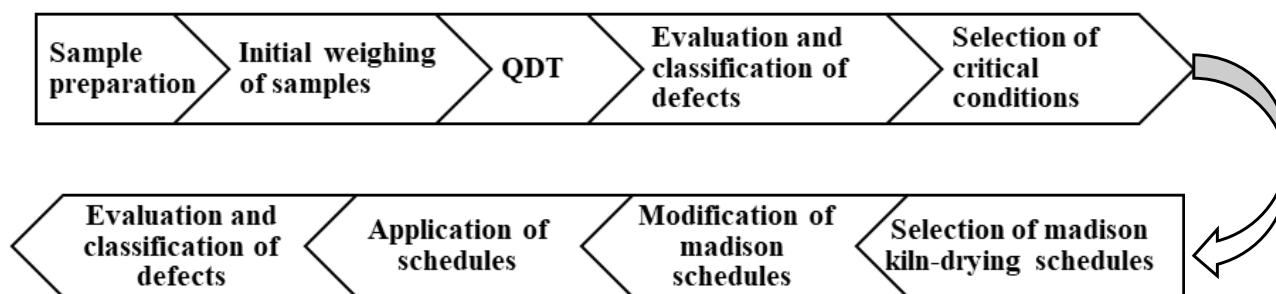 Sample
preparation
Initial weighing
of samples
QDT
Evaluation and
classification of
defects
Selection of
critical
conditions
Selection of madison
kiln-drying schedules
Modification of
madison
schedules
Application of
schedules
Evaluation and
classification of
defects